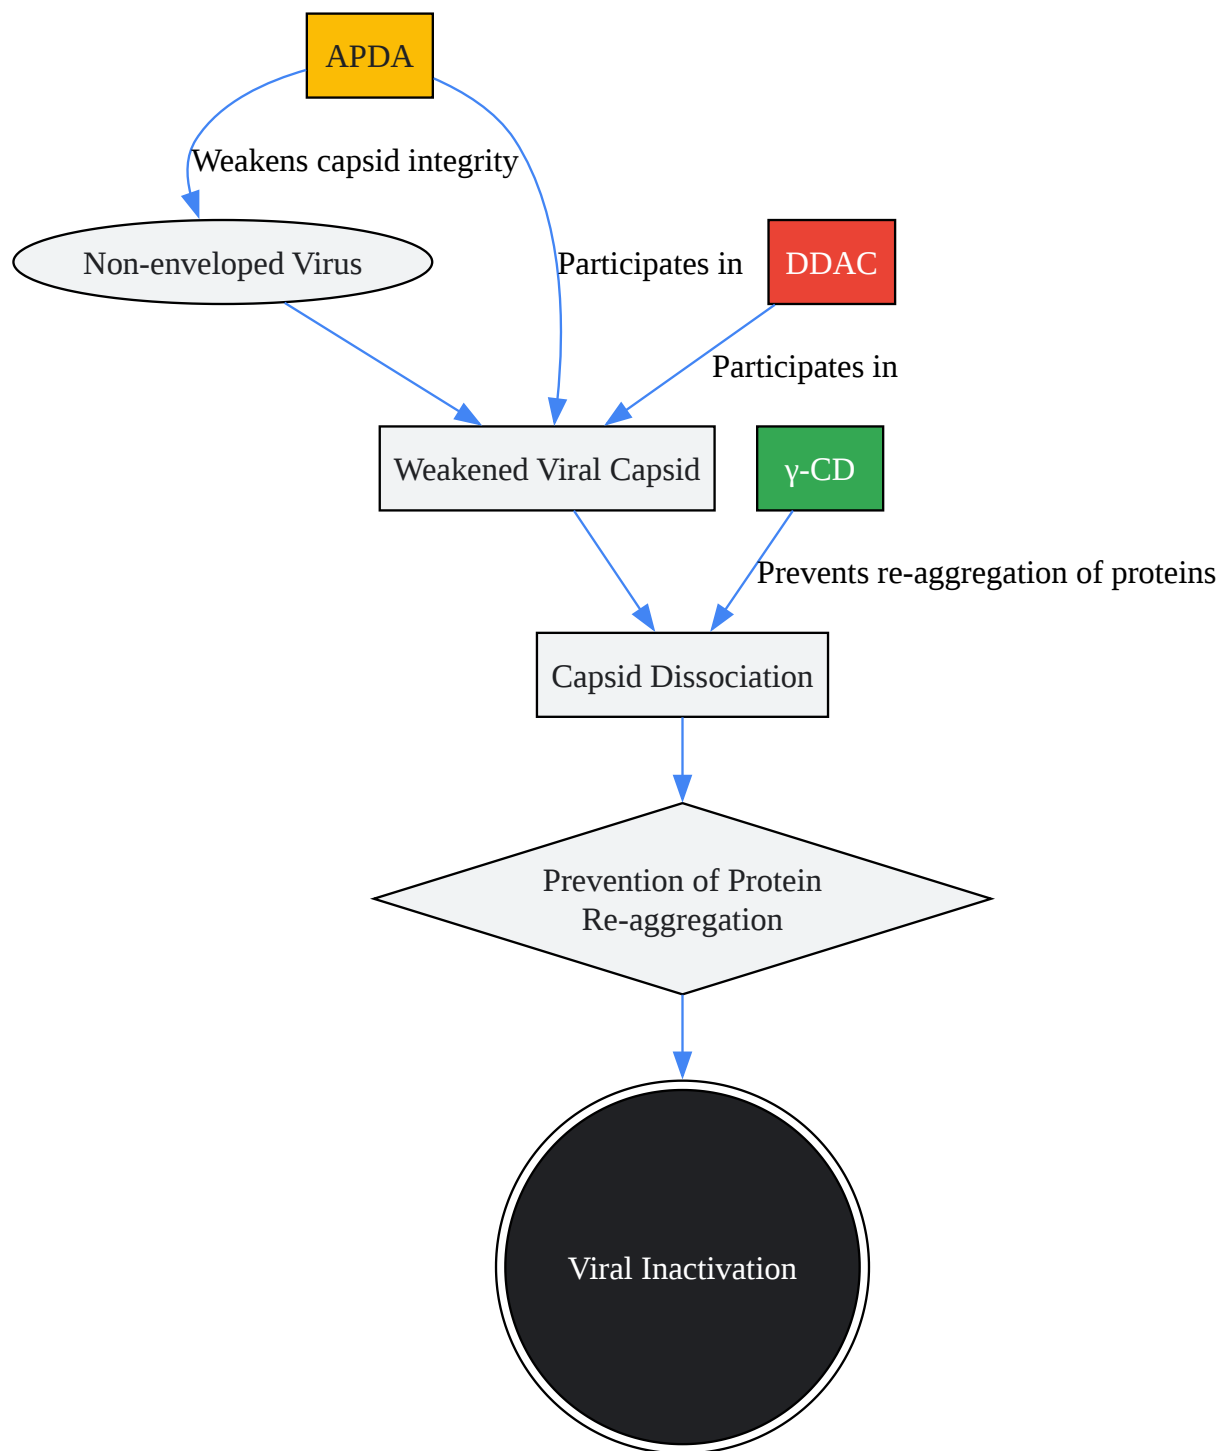 APDA
Weakens capsid integrity
Non-enveloped Virus
Participates in
DDAC
Participates in
Weakened Viral Capsid
γ-CD
Prevents re-aggregation of proteins
Capsid Dissociation
Prevention of Protein
Re-aggregation
Viral Inactivation